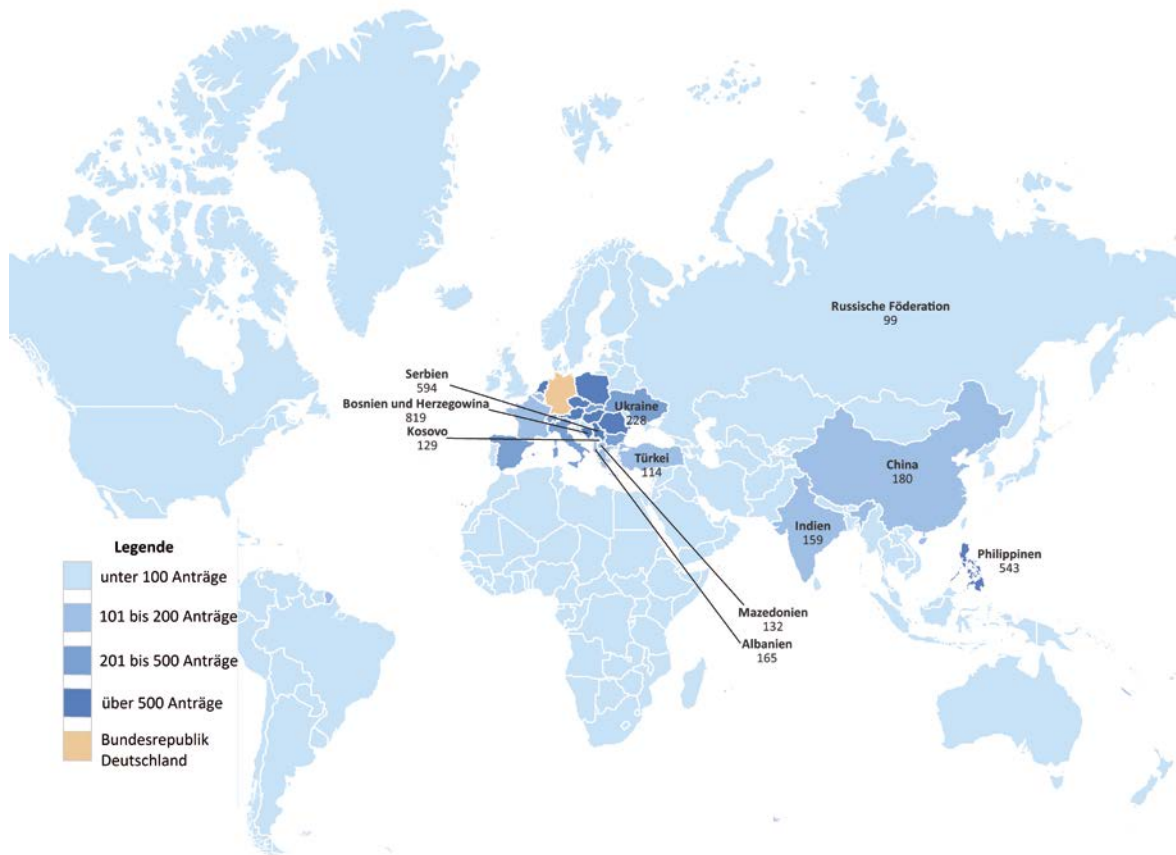 Russische Föderation
99
Serbien
594
Bosnien und Herzegowina
819
Kosovo
129
Ukraine
228
Türkei
114
China
180
Indien
159
Philippinen
543
Mazedonien
132
Albanien
165
Legende
unter 100 Anträge
101 bis 200 Anträge
201 bis 500 Anträge
über 500 Anträge
Bundesrepublik
Deutschland